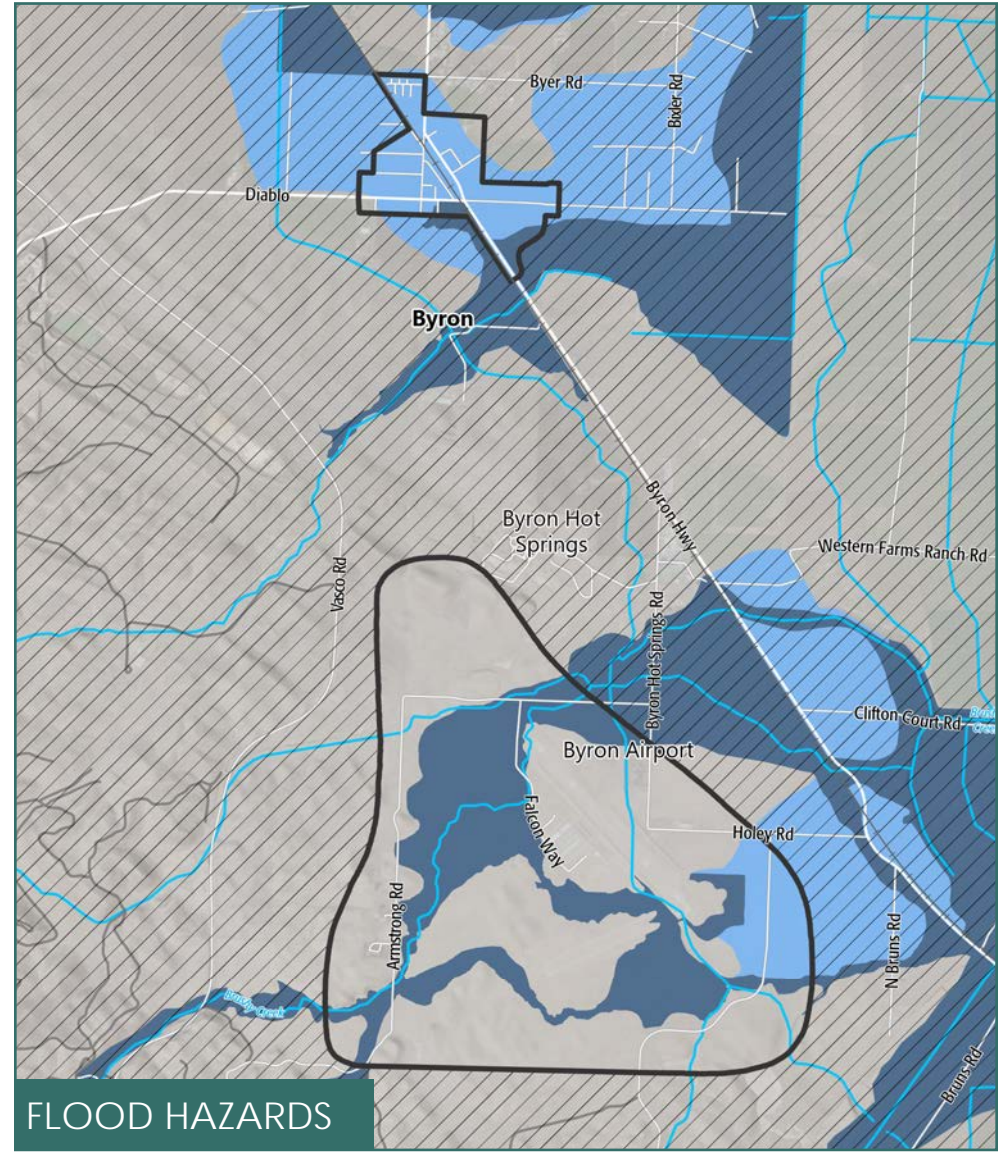 Byer Rd
Bixler Rd
Diablo
Byron
Byron Hwy
Byron Hot
Springs
Western Farms Ranch Rd
Vasco Rd
Byron Hot Springs Rd
Clifton Court Rd
Brushy
Creek
Byron Airport
Falcon Way
Holey Rd
Armstrong Rd
N Bruns Rd
Brushy Creek
Bruns Rd
FLOOD HAZARDS